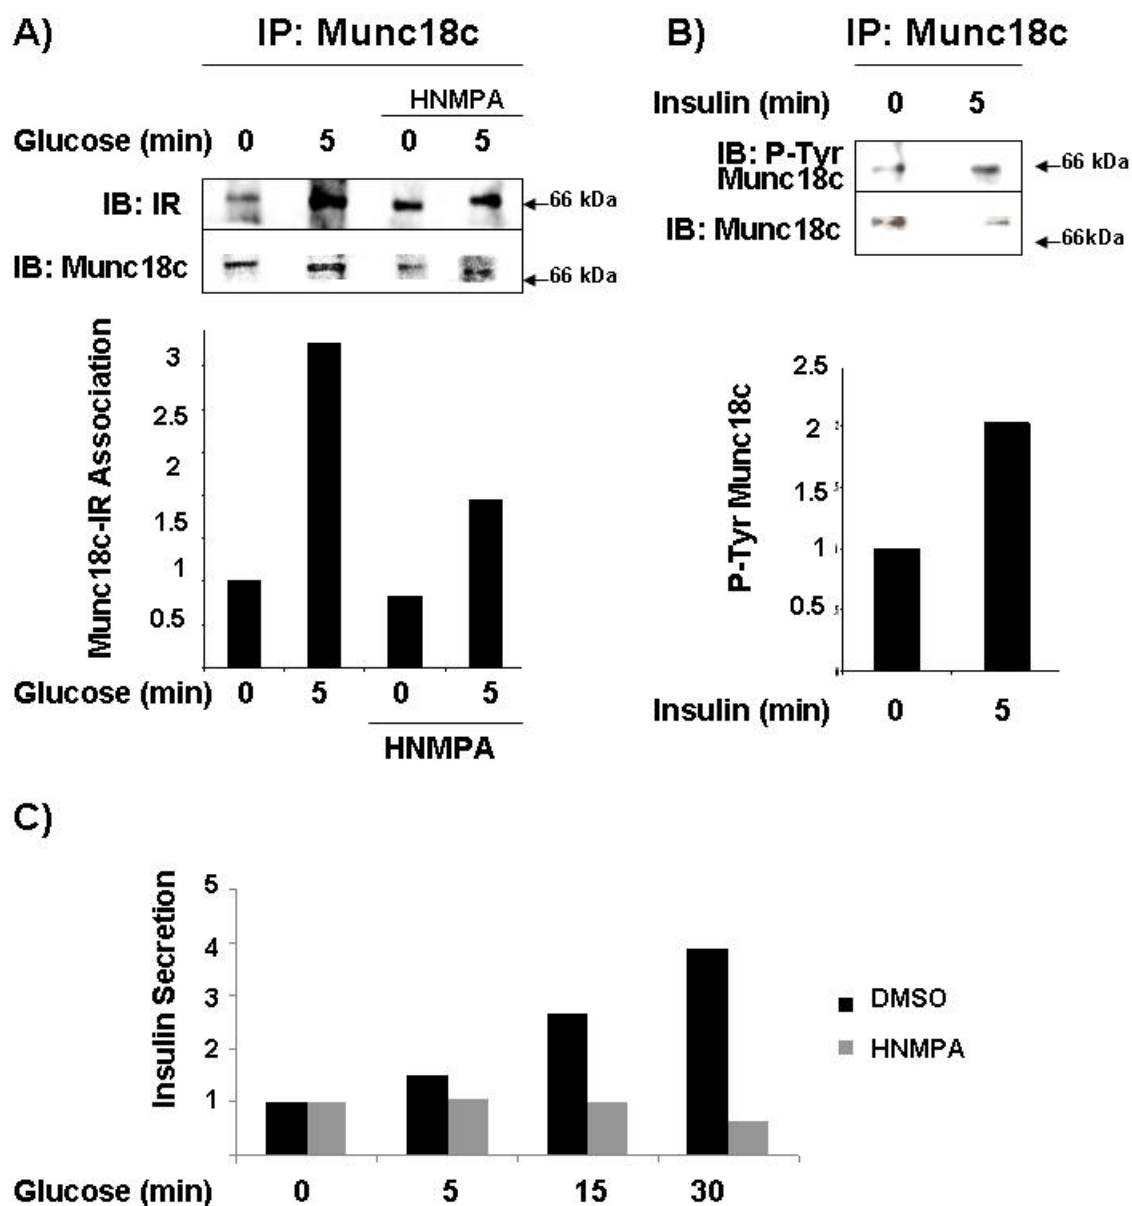 A)
IP: Munc18c
HNMPA
Glucose (min) 0 5 0 5
IB: IR
66 kDa
IB: Munc18c
66 kDa
Munc18c-IR Association
3
2.5
2
1.5
1
0.5
Glucose (min) 0 5 0 5
HNMPA
B)
IP: Munc18c
Insulin (min) 0 5
IB: P-Tyr
Munc18c
66 kDa
IB: Munc18c
66kDa
P-Tyr Munc18c
2.5
2
1.5
1
0.5
Insulin (min) 0 5
C)
Insulin Secretion
5
4
3
2
1
DMSO
HNMPA
Glucose (min) 0 5 15 30